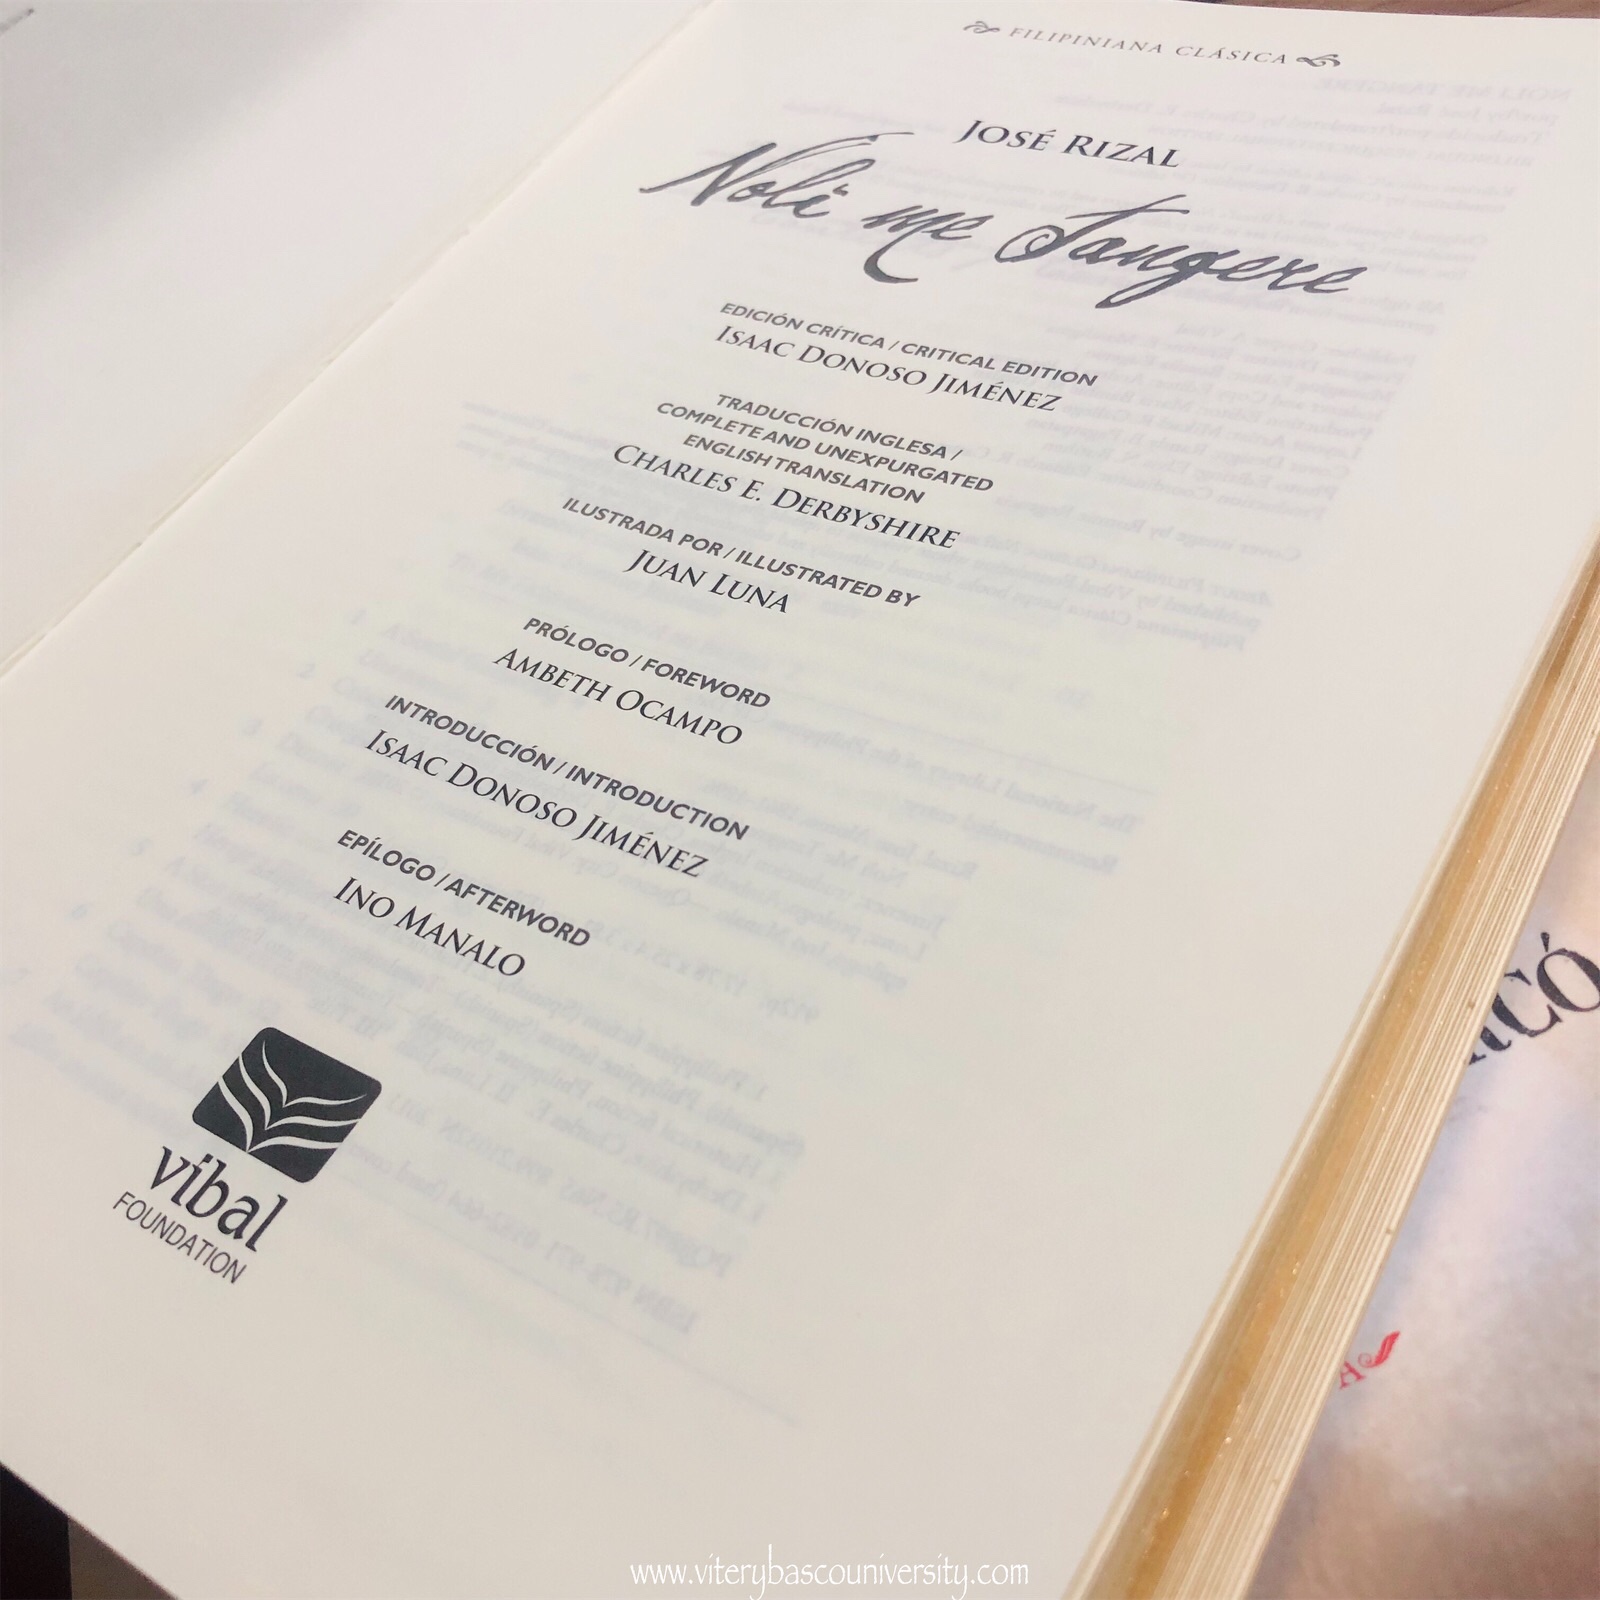 FILIPINIANA CLÁSICA
JOSÉ RIZAL
Noli me tangere
EDICIÓN CRÍTICA / CRITICAL EDITION
ISAAC DONOSO JIMÉNEZ
TRADUCCIÓN INGLESA /
COMPLETE AND UNEXPURGATED
ENGLISH TRANSLATION
CHARLES E. DERBYSHIRE
ILUSTRADA POR / ILLUSTRATED BY
JUAN LUNA
PRÓLOGO / FOREWORD
AMBETH OCAMPO
INTRODUCCIÓN / INTRODUCTION
ISAAC DONOSO JIMÉNEZ
EPÍLOGO / AFTERWORD
INO MANALO
vibal
FOUNDATION
www.viterybascouniversity.com